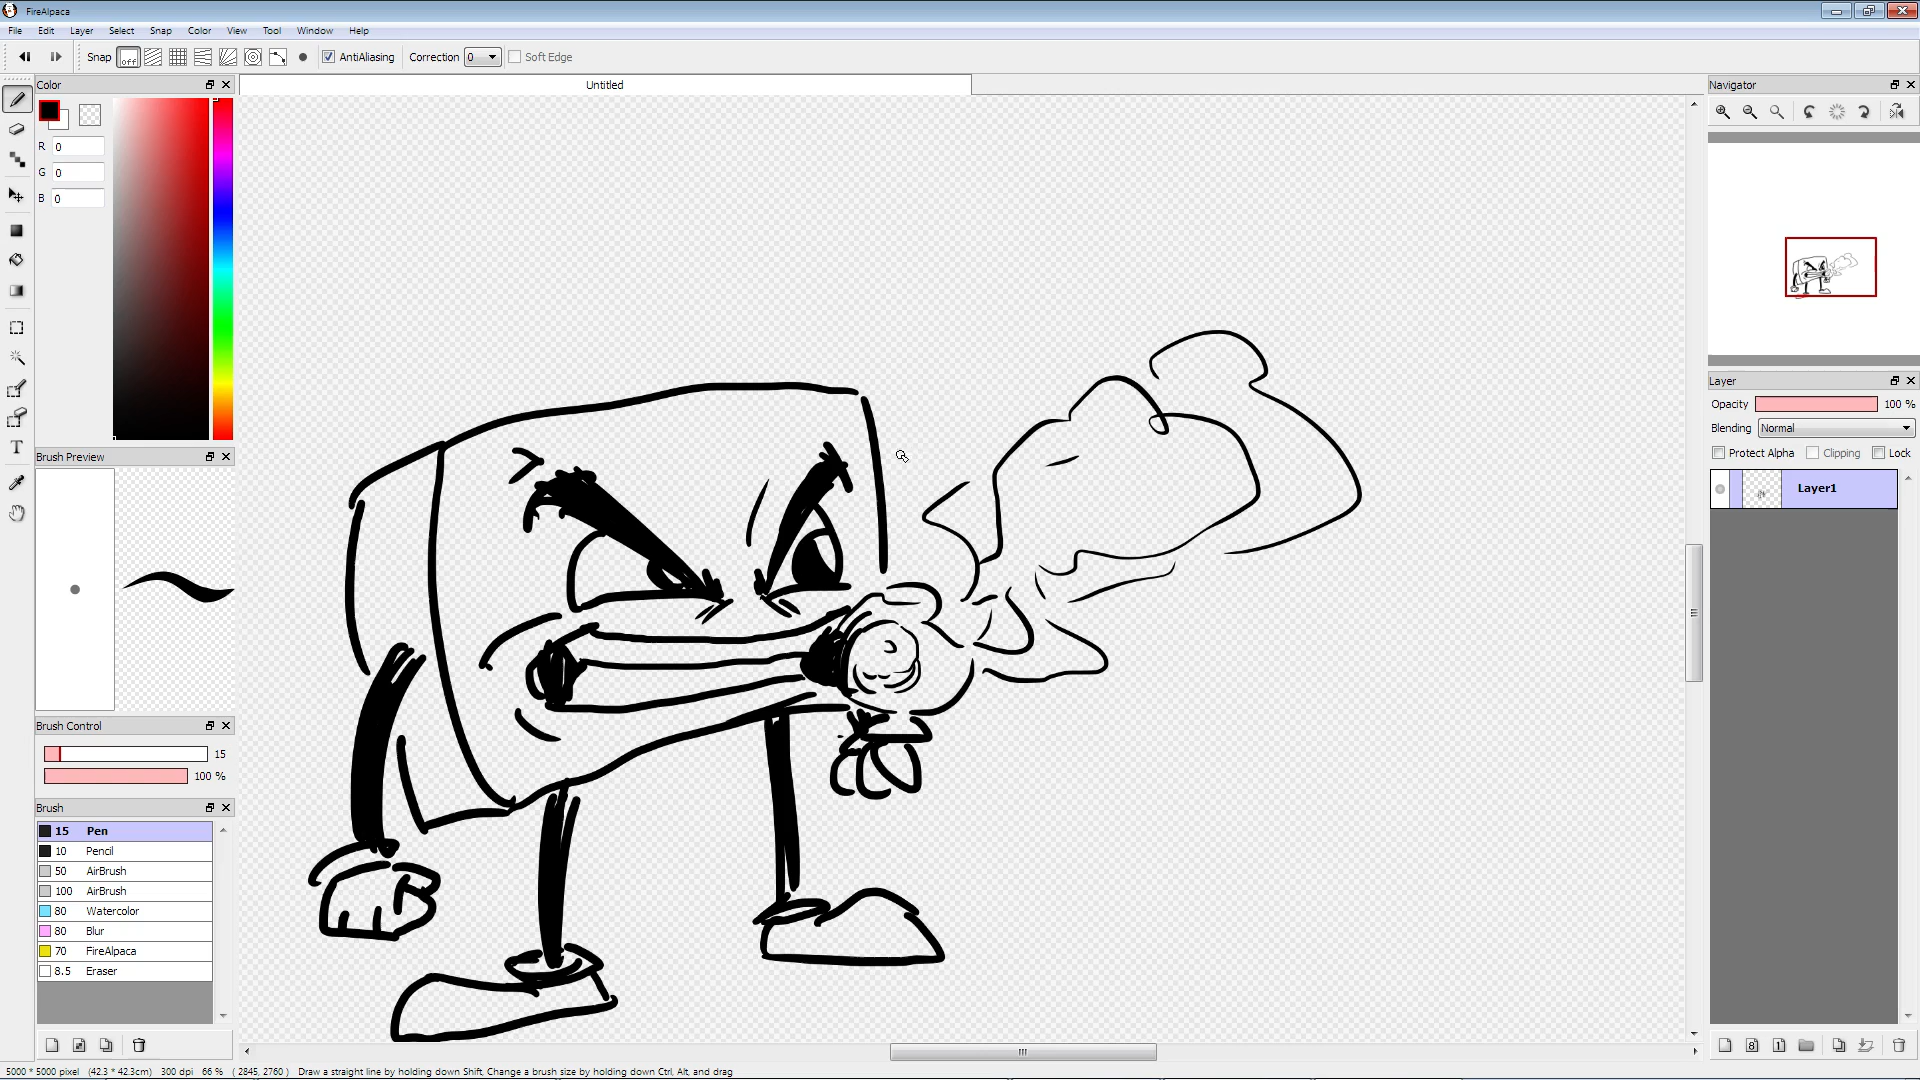 FireAlpaca
File Edit Layer Select Snap Color View Tool Window Help
Snap off AntiAliasing Correction 0 Soft Edge
Color
Untitled
Navigator
R 0
G 0
B 0
Layer
Opacity 100 %
Blending Normal
Protect Alpha Clipping Lock
Layer1
Brush Preview
Brush Control
15
100 %
Brush
15 Pen
10 Pencil
50 AirBrush
100 AirBrush
80 Watercolor
80 Blur
70 FireAlpaca
8.5 Eraser
T
8
1
5000 * 5000 pixel (42.3 * 42.3cm) 300 dpi 66 % ( 2845, 2760 ) Draw a straight line by holding down Shift, Change a brush size by holding down Ctrl, Alt, and drag